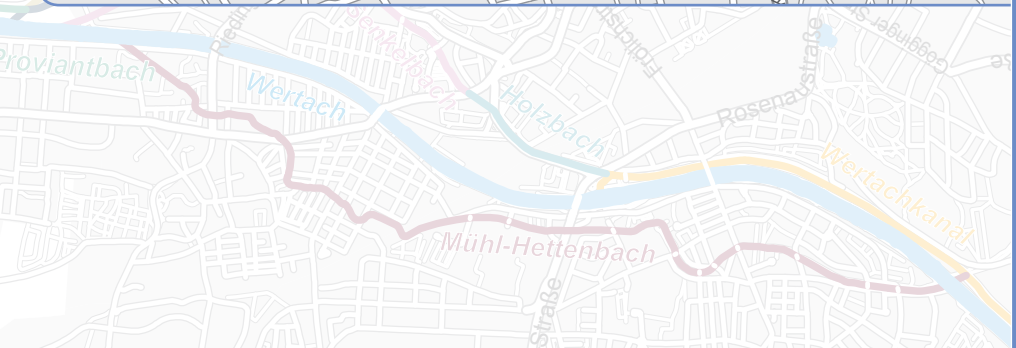 Proviantbach
Wertach
Holzbach
Rosenaustraße
Wertachkanal
Mühl-Hettenbach
Straße